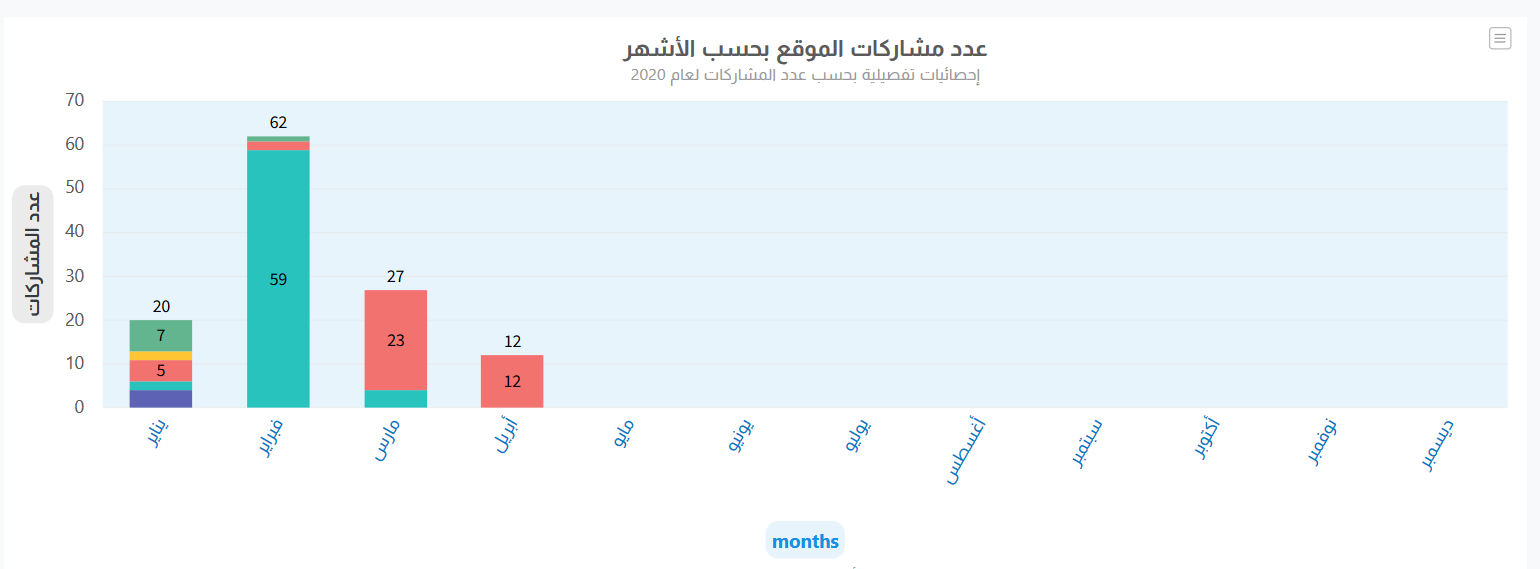 عدد مشاركات الموقع بحسب الأشهر
إحصائيات تفصيلية بحسب عدد المشاركات لعام 2020
عدد المشاركات
70
60
50
40
30
20
10
0
20
7
5
62
59
27
23
12
12
يناير
فبراير
مارس
أبريل
مايو
يونيو
يوليو
أغسطس
سبتمبر
أكتوبر
نوفمبر
ديسمبر
months